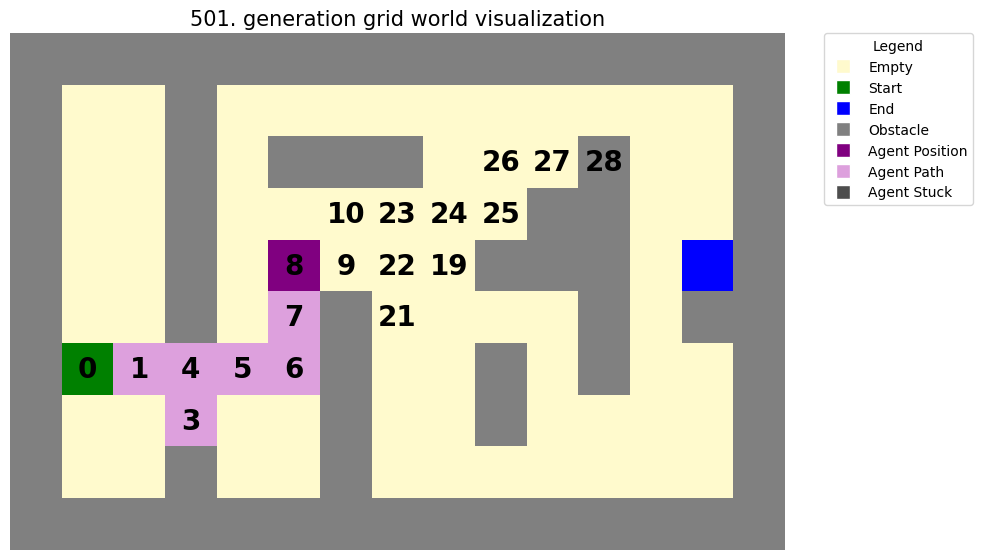 501. generation grid world visualization
Legend
Empty
Start
End
Obstacle
Agent Position
Agent Path
Agent Stuck
26 27 28
10 23 24 25
8 9 22 19
7 21
0 1 4 5 6
3